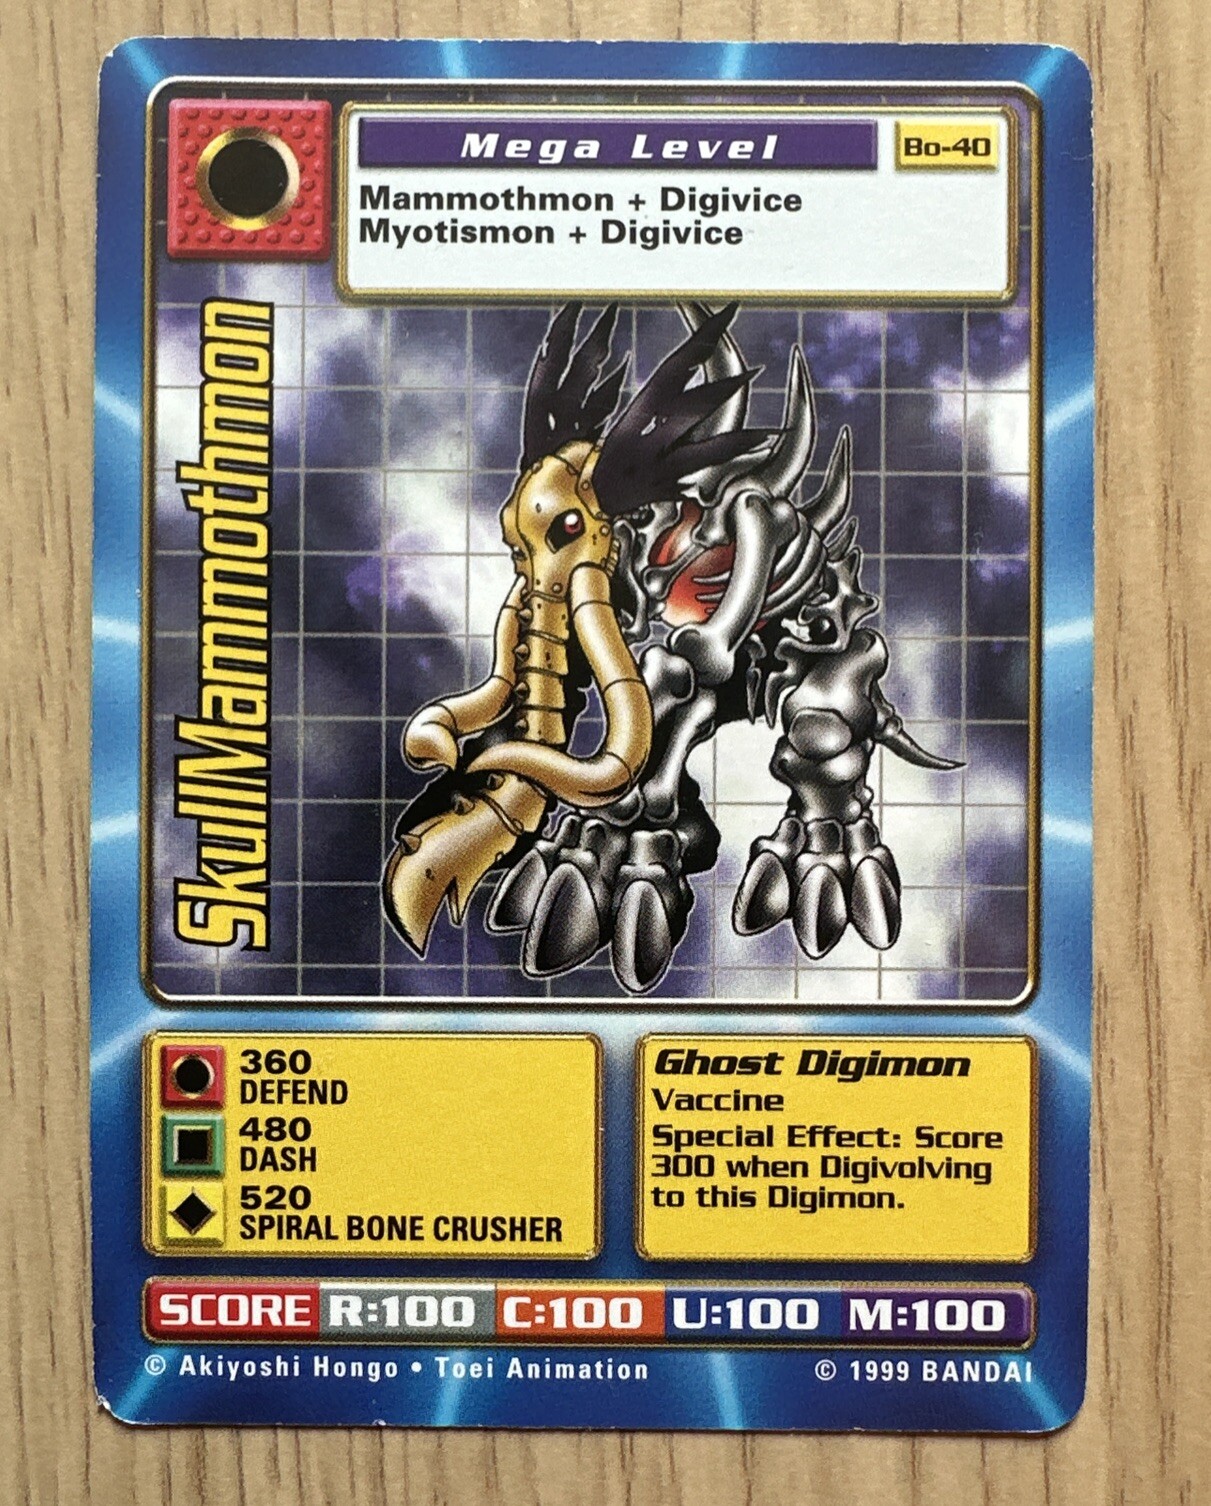 Mega Level
Bo-40
Mammothmon + Digivice
Myotismon + Digivice
SkullMammothmon
360
DEFEND
480
DASH
520
SPIRAL BONE CRUSHER
Ghost Digimon
Vaccine
Special Effect: Score
300 when Digivolving
to this Digimon.
SCORE R:100 C:100 U:100 M:100
© Akiyoshi Hongo • Toei Animation
© 1999 BANDAI